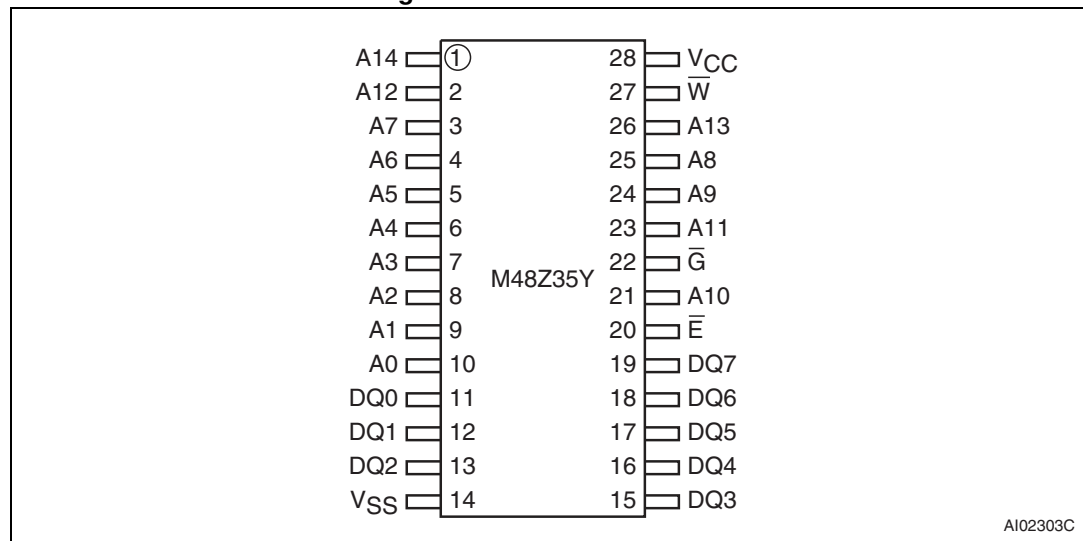 A14 1 28 VCC
A12 2 27 W̅
A7 3 26 A13
A6 4 25 A8
A5 5 24 A9
A4 6 23 A11
A3 7 22 G̅
M48Z35Y
A2 8 21 A10
A1 9 20 E̅
A0 10 19 DQ7
DQ0 11 18 DQ6
DQ1 12 17 DQ5
DQ2 13 16 DQ4
VSS 14 15 DQ3
AI02303C